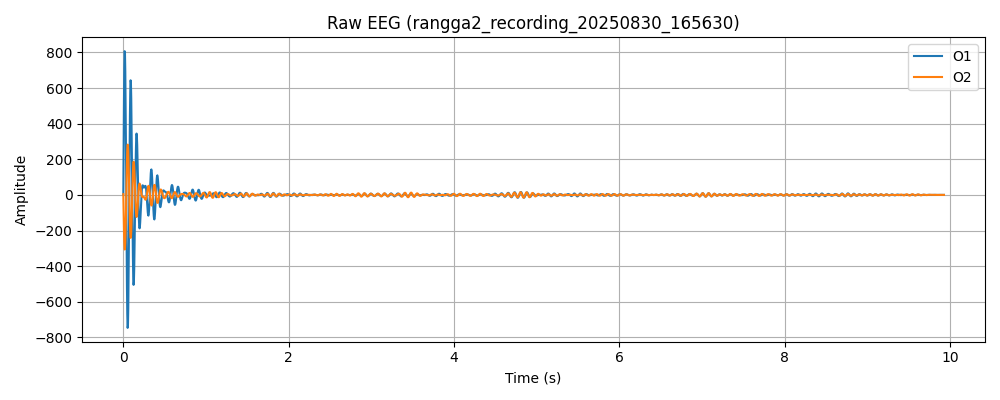 Raw EEG (rangga2_recording_20250830_165630)
O1
O2
Amplitude
800
600
400
200
0
−200
−400
−600
−800
0 2 4 6 8 10
Time (s)